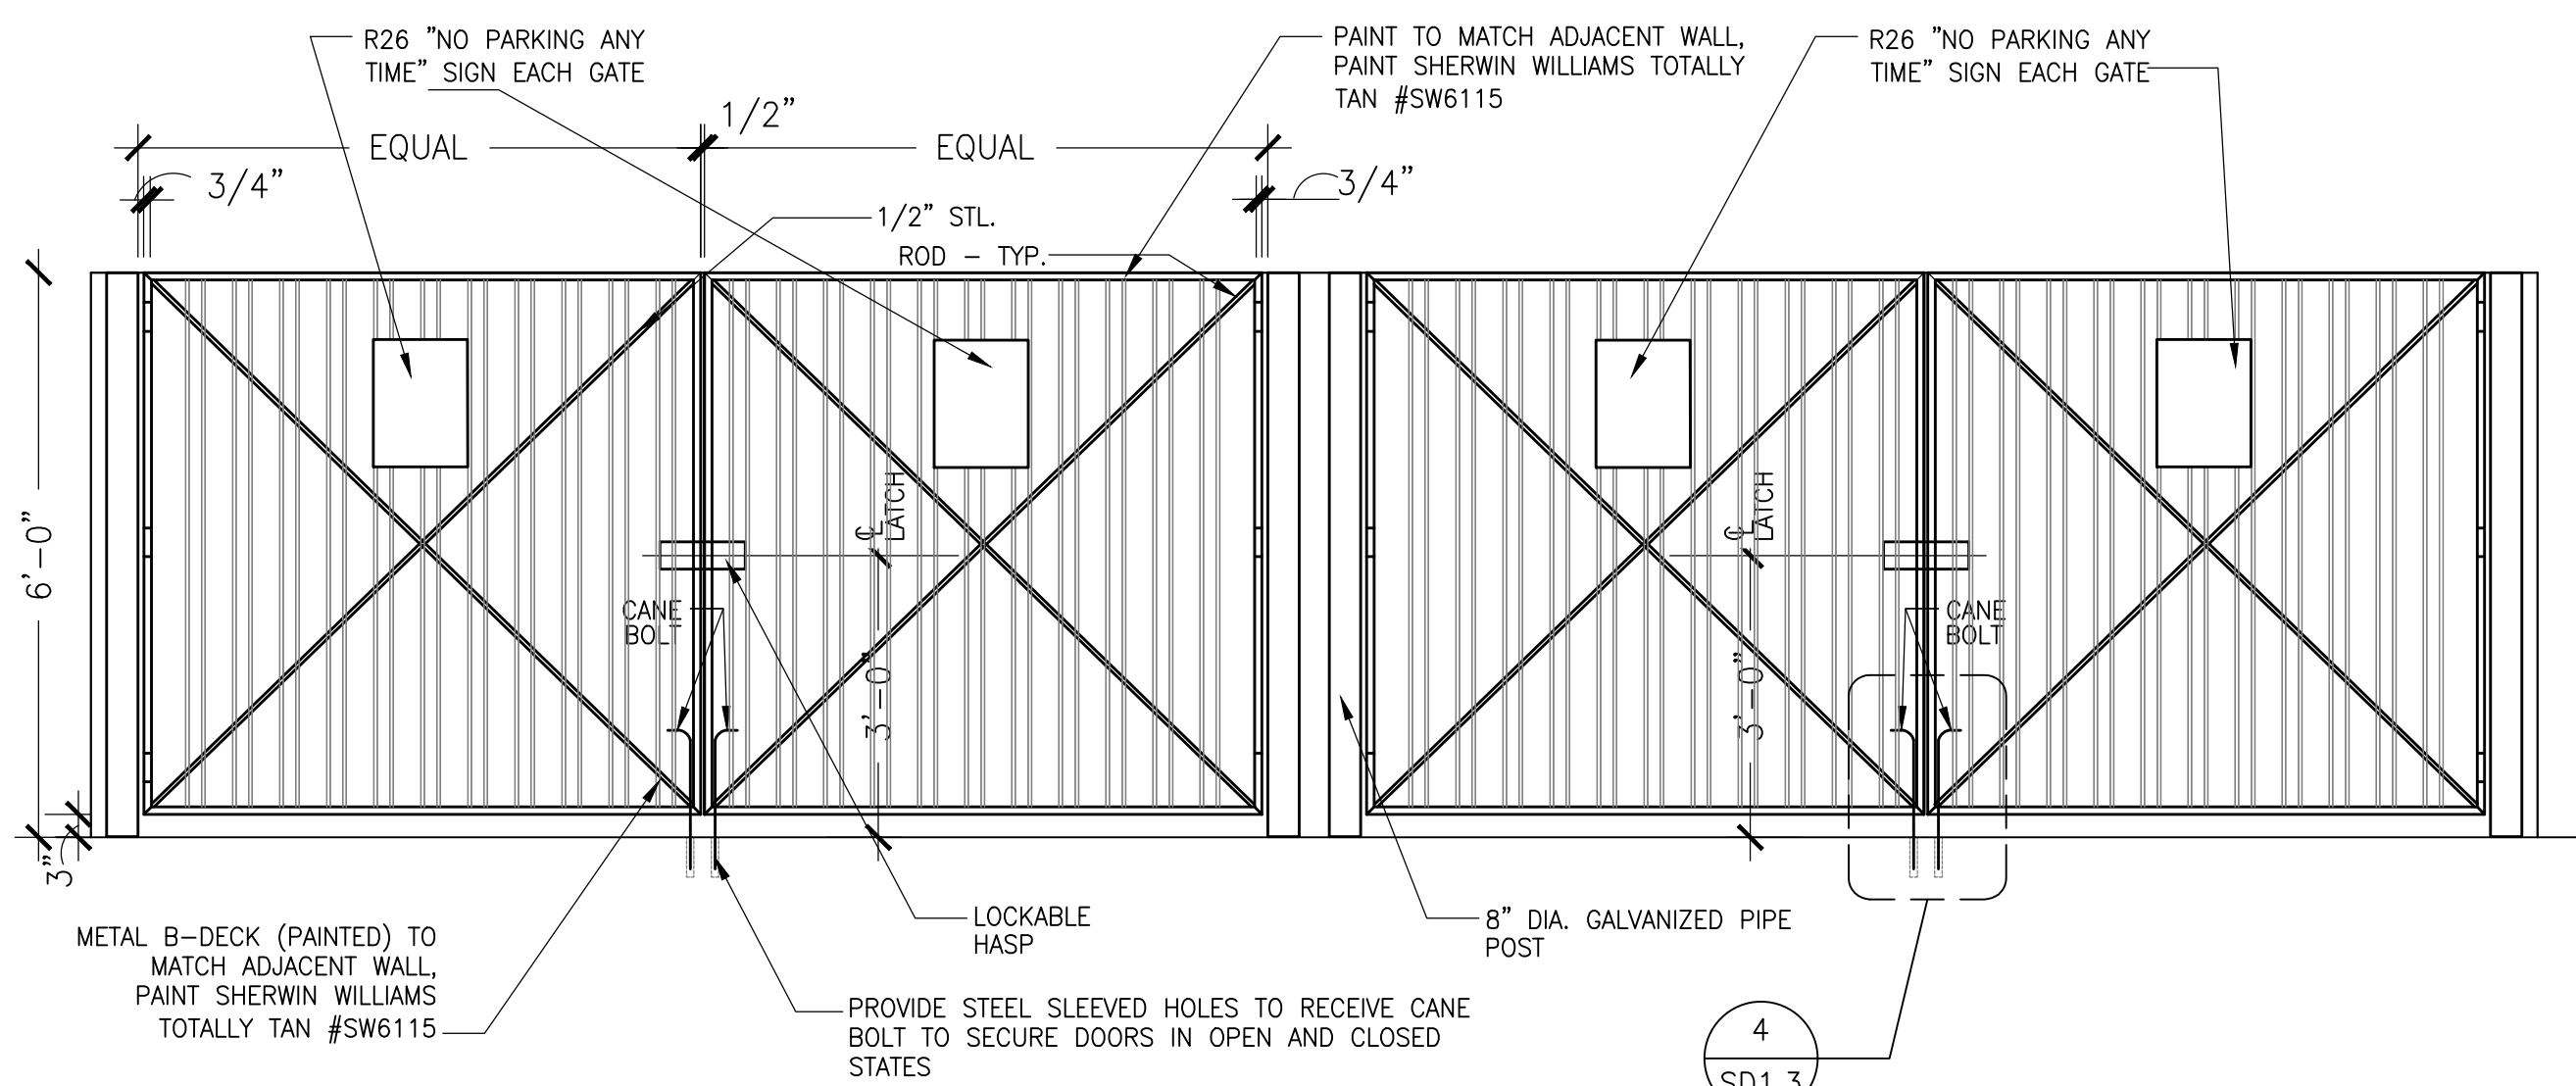 R26 "NO PARKING ANY
TIME" SIGN EACH GATE
PAINT TO MATCH ADJACENT WALL,
PAINT SHERWIN WILLIAMS TOTALLY
TAN #SW6115
R26 "NO PARKING ANY
TIME" SIGN EACH GATE
1/2"
EQUAL
EQUAL
3/4"
3/4"
1/2" STL.
ROD - TYP.
6'-0"
℄
LATCH
℄
LATCH
CANE
BOLT
CANE
BOLT
3'-0"
3'-0"
3"
LOCKABLE
HASP
8" DIA. GALVANIZED PIPE
POST
METAL B-DECK (PAINTED) TO
MATCH ADJACENT WALL,
PAINT SHERWIN WILLIAMS
TOTALLY TAN #SW6115
PROVIDE STEEL SLEEVED HOLES TO RECEIVE CANE
BOLT TO SECURE DOORS IN OPEN AND CLOSED
STATES
4
SD1.3